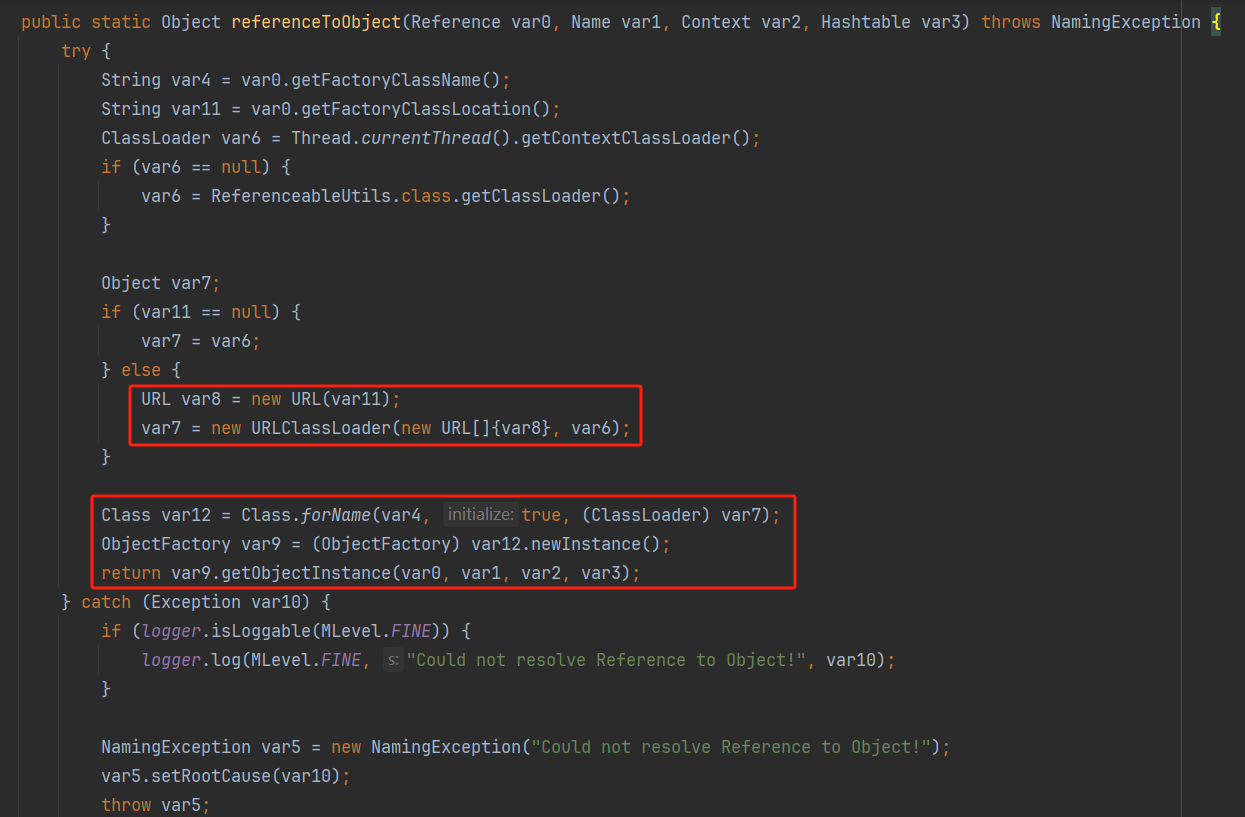 public static Object referenceToObject(Reference var0, Name var1, Context var2, Hashtable var3) throws NamingException {
try {
String var4 = var0.getFactoryClassName();
String var11 = var0.getFactoryClassLocation();
ClassLoader var6 = Thread.currentThread().getContextClassLoader();
if (var6 == null) {
var6 = ReferenceableUtils.class.getClassLoader();
}
Object var7;
if (var11 == null) {
var7 = var6;
} else {
URL var8 = new URL(var11);
var7 = new URLClassLoader(new URL[]{var8}, var6);
}
Class var12 = Class.forName(var4, initialize: true, (ClassLoader) var7);
ObjectFactory var9 = (ObjectFactory) var12.newInstance();
return var9.getObjectInstance(var0, var1, var2, var3);
} catch (Exception var10) {
if (logger.isLoggable(MLevel.FINE)) {
logger.log(MLevel.FINE, s: "Could not resolve Reference to Object!", var10);
}
NamingException var5 = new NamingException("Could not resolve Reference to Object!");
var5.setRootCause(var10);
throw var5;